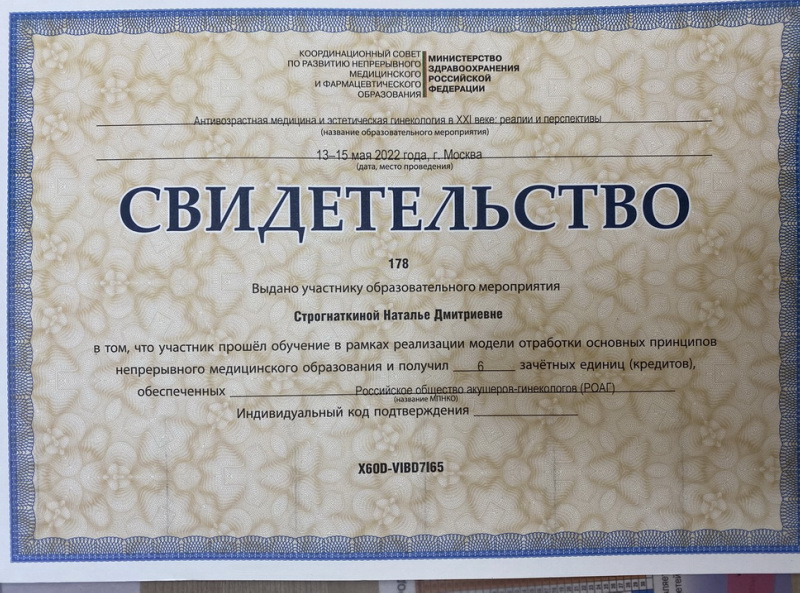 КООРДИНАЦИОННЫЙ СОВЕТ
ПО РАЗВИТИЮ НЕПРЕРЫВНОГО
МЕДИЦИНСКОГО
И ФАРМАЦЕВТИЧЕСКОГО
ОБРАЗОВАНИЯ
МИНИСТЕРСТВО
ЗДРАВООХРАНЕНИЯ
РОССИЙСКОЙ
ФЕДЕРАЦИИ
Антивозрастная медицина и эстетическая гинекология в XXI веке: реалии и перспективы
(название образовательного мероприятия)
13–15 мая 2022 года, г. Москва
(дата, место проведения)
СВИДЕТЕЛЬСТВО
178
Выдано участнику образовательного мероприятия
Строгнаткиной Наталье Дмитриевне
в том, что участник прошёл обучение в рамках реализации модели отработки основных принципов
непрерывного медицинского образования и получил 6 зачётных единиц (кредитов),
обеспеченных Российское общество акушеров-гинекологов (РОАГ)
(название МПНКО)
Индивидуальный код подтверждения
X60D-VIBD7I65